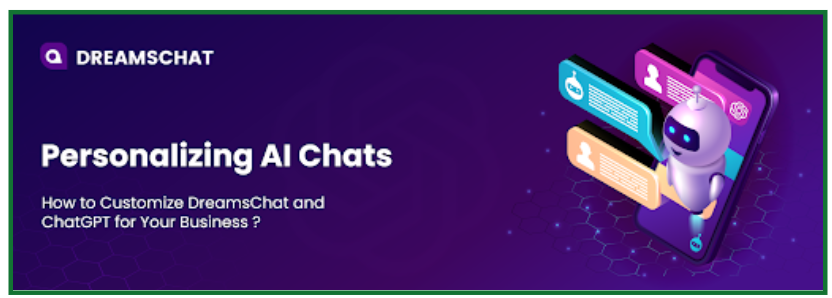 DREAMSCHAT
Personalizing AI Chats
How to Customize DreamsChat and
ChatGPT for Your Business ?